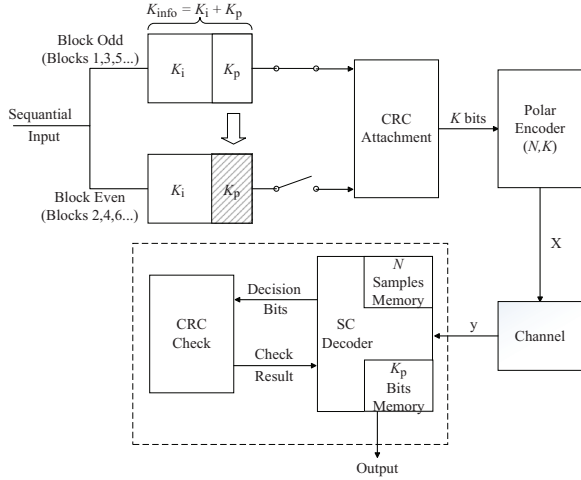 K_info = K_i + K_p
Block Odd
(Blocks 1,3,5...)
K_i
K_p
Sequantial
Input
CRC
Attachment
K bits
Polar
Encoder
(N,K)
Block Even
(Blocks 2,4,6...)
K_i
K_p
X
N
Samples
Memory
Decision
Bits
CRC
Check
SC
Decoder
y
Channel
Check
Result
K_p
Bits
Memory
Output